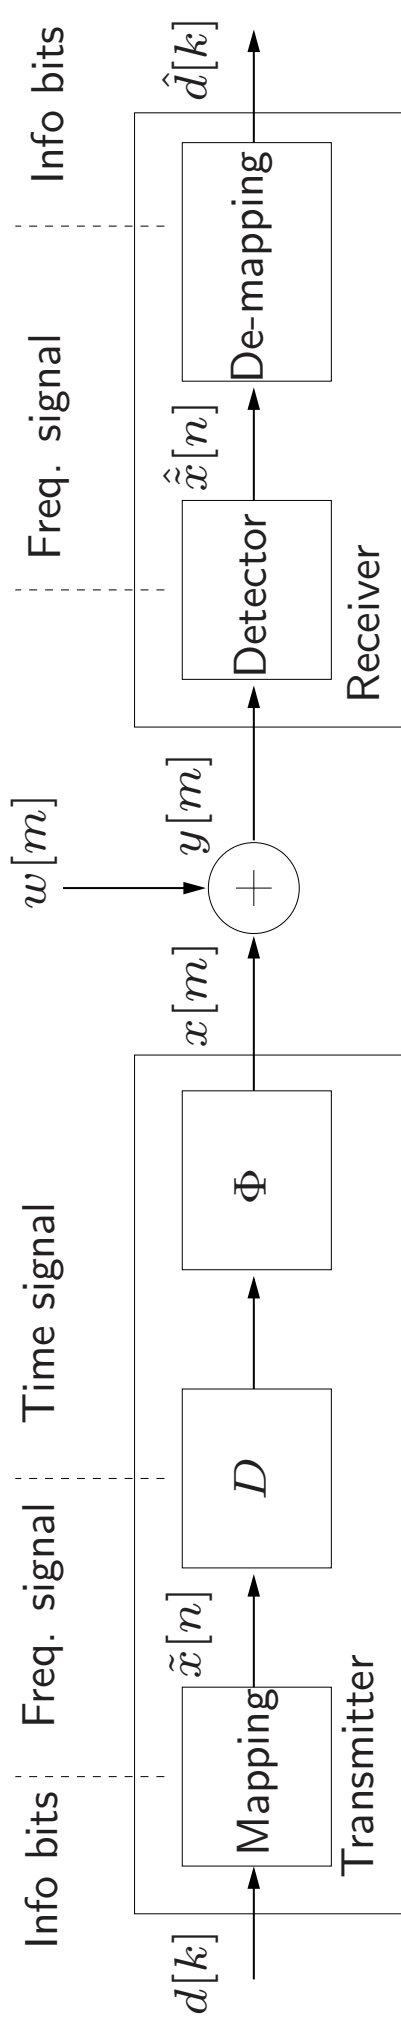 Info bits
Freq. signal
Time signal
Freq. signal
Info bits
w[m]
d[k]
Mapping
x̃[n]
D
Φ
x[m]
+
y[m]
Detector
x̃̂[n]
De-mapping
d̂[k]
Transmitter
Receiver